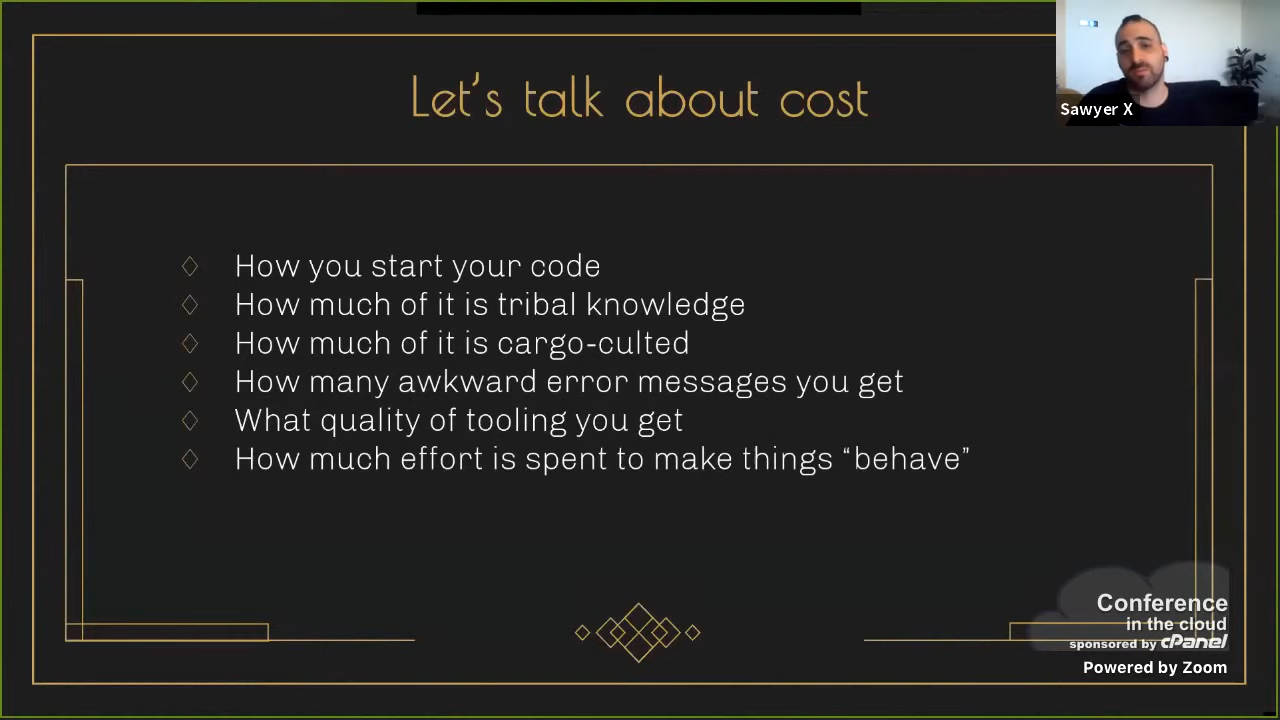 Let's talk about cost
Sawyer X
How you start your code
How much of it is tribal knowledge
How much of it is cargo-culted
How many awkward error messages you get
What quality of tooling you get
How much effort is spent to make things “behave”
Conference
in the cloud
sponsored by cPanel
Powered by Zoom